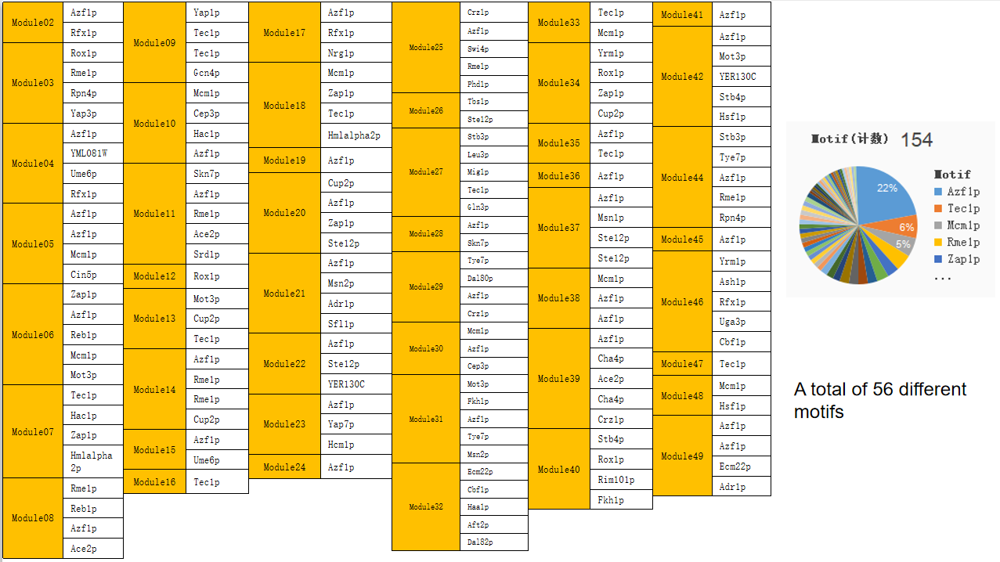 Module02
Azf1p
Rfx1p
Module03
Rox1p
Rme1p
Rpn4p
Yap3p
Module04
Azf1p
YML081W
Ume6p
Rfx1p
Module05
Azf1p
Azf1p
Mcm1p
Cin5p
Module06
Zap1p
Azf1p
Reb1p
Mcm1p
Mot3p
Module07
Tec1p
Hac1p
Zap1p
Hmlalpha
2p
Module08
Rme1p
Reb1p
Azf1p
Ace2p
Module09
Yap1p
Tec1p
Tec1p
Gcn4p
Module10
Mcm1p
Cep3p
Hac1p
Azf1p
Module11
Skn7p
Azf1p
Rme1p
Ace2p
Srd1p
Module12
Rox1p
Module13
Mot3p
Cup2p
Tec1p
Module14
Azf1p
Rme1p
Rme1p
Cup2p
Module15
Azf1p
Ume6p
Module16
Tec1p
Module17
Azf1p
Rfx1p
Nrg1p
Module18
Mcm1p
Zap1p
Tec1p
Hmlalpha2p
Module19
Azf1p
Module20
Cup2p
Azf1p
Zap1p
Ste12p
Module21
Azf1p
Msn2p
Adr1p
Sfl1p
Module22
Azf1p
Ste12p
YER130C
Module23
Azf1p
Yap7p
Hcm1p
Module24
Azf1p
Module25
Crz1p
Azf1p
Swi4p
Rme1p
Phd1p
Module26
Tbs1p
Ste12p
Module27
Stb3p
Leu3p
Mig1p
Tec1p
Gln3p
Module28
Azf1p
Skn7p
Module29
Tye7p
Dal80p
Azf1p
Crz1p
Module30
Mcm1p
Azf1p
Cep3p
Module31
Mot3p
Fkh1p
Azf1p
Tye7p
Msn2p
Module32
Ecm22p
Cbf1p
Haa1p
Aft2p
Dal82p
Module33
Tec1p
Mcm1p
Module34
Yrm1p
Rox1p
Zap1p
Cup2p
Module35
Azf1p
Tec1p
Module36
Azf1p
Module37
Azf1p
Msn1p
Ste12p
Ste12p
Module38
Mcm1p
Azf1p
Azf1p
Module39
Azf1p
Cha4p
Ace2p
Cha4p
Crz1p
Module40
Stb4p
Rox1p
Rim101p
Fkh1p
Module41
Azf1p
Module42
Azf1p
Mot3p
YER130C
Stb4p
Hsf1p
Module44
Stb3p
Tye7p
Azf1p
Rme1p
Rpn4p
Module45
Azf1p
Module46
Yrm1p
Ash1p
Rfx1p
Uga3p
Cbf1p
Module47
Tec1p
Module48
Mcm1p
Hsf1p
Module49
Azf1p
Azf1p
Ecm22p
Adr1p
Motif(计数) 154
22%
6%
5%
Motif
Azf1p
Tec1p
Mcm1p
Rme1p
Zap1p
...
A total of 56 different
motifs